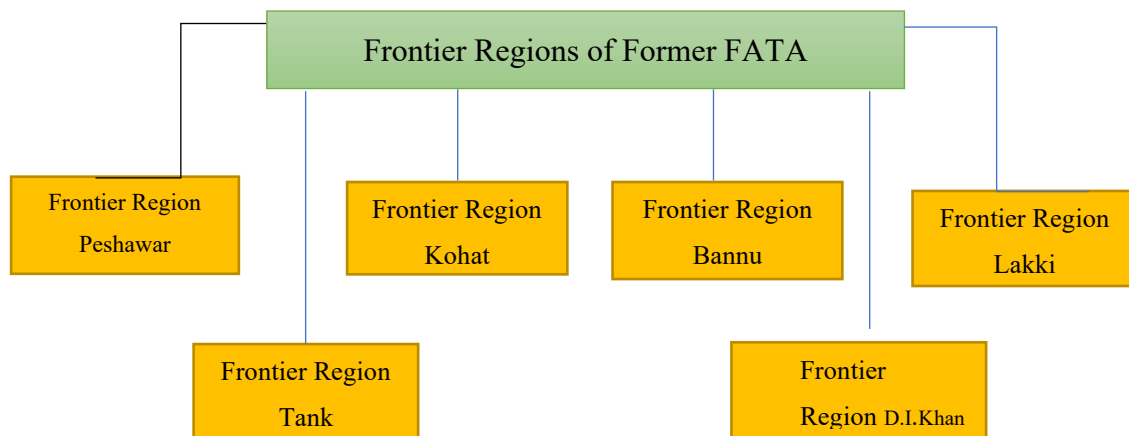 Frontier Regions of Former FATA
Frontier Region
Peshawar
Frontier Region
Kohat
Frontier Region
Bannu
Frontier Region
Lakki
Frontier Region
Tank
Frontier
Region D.I.Khan